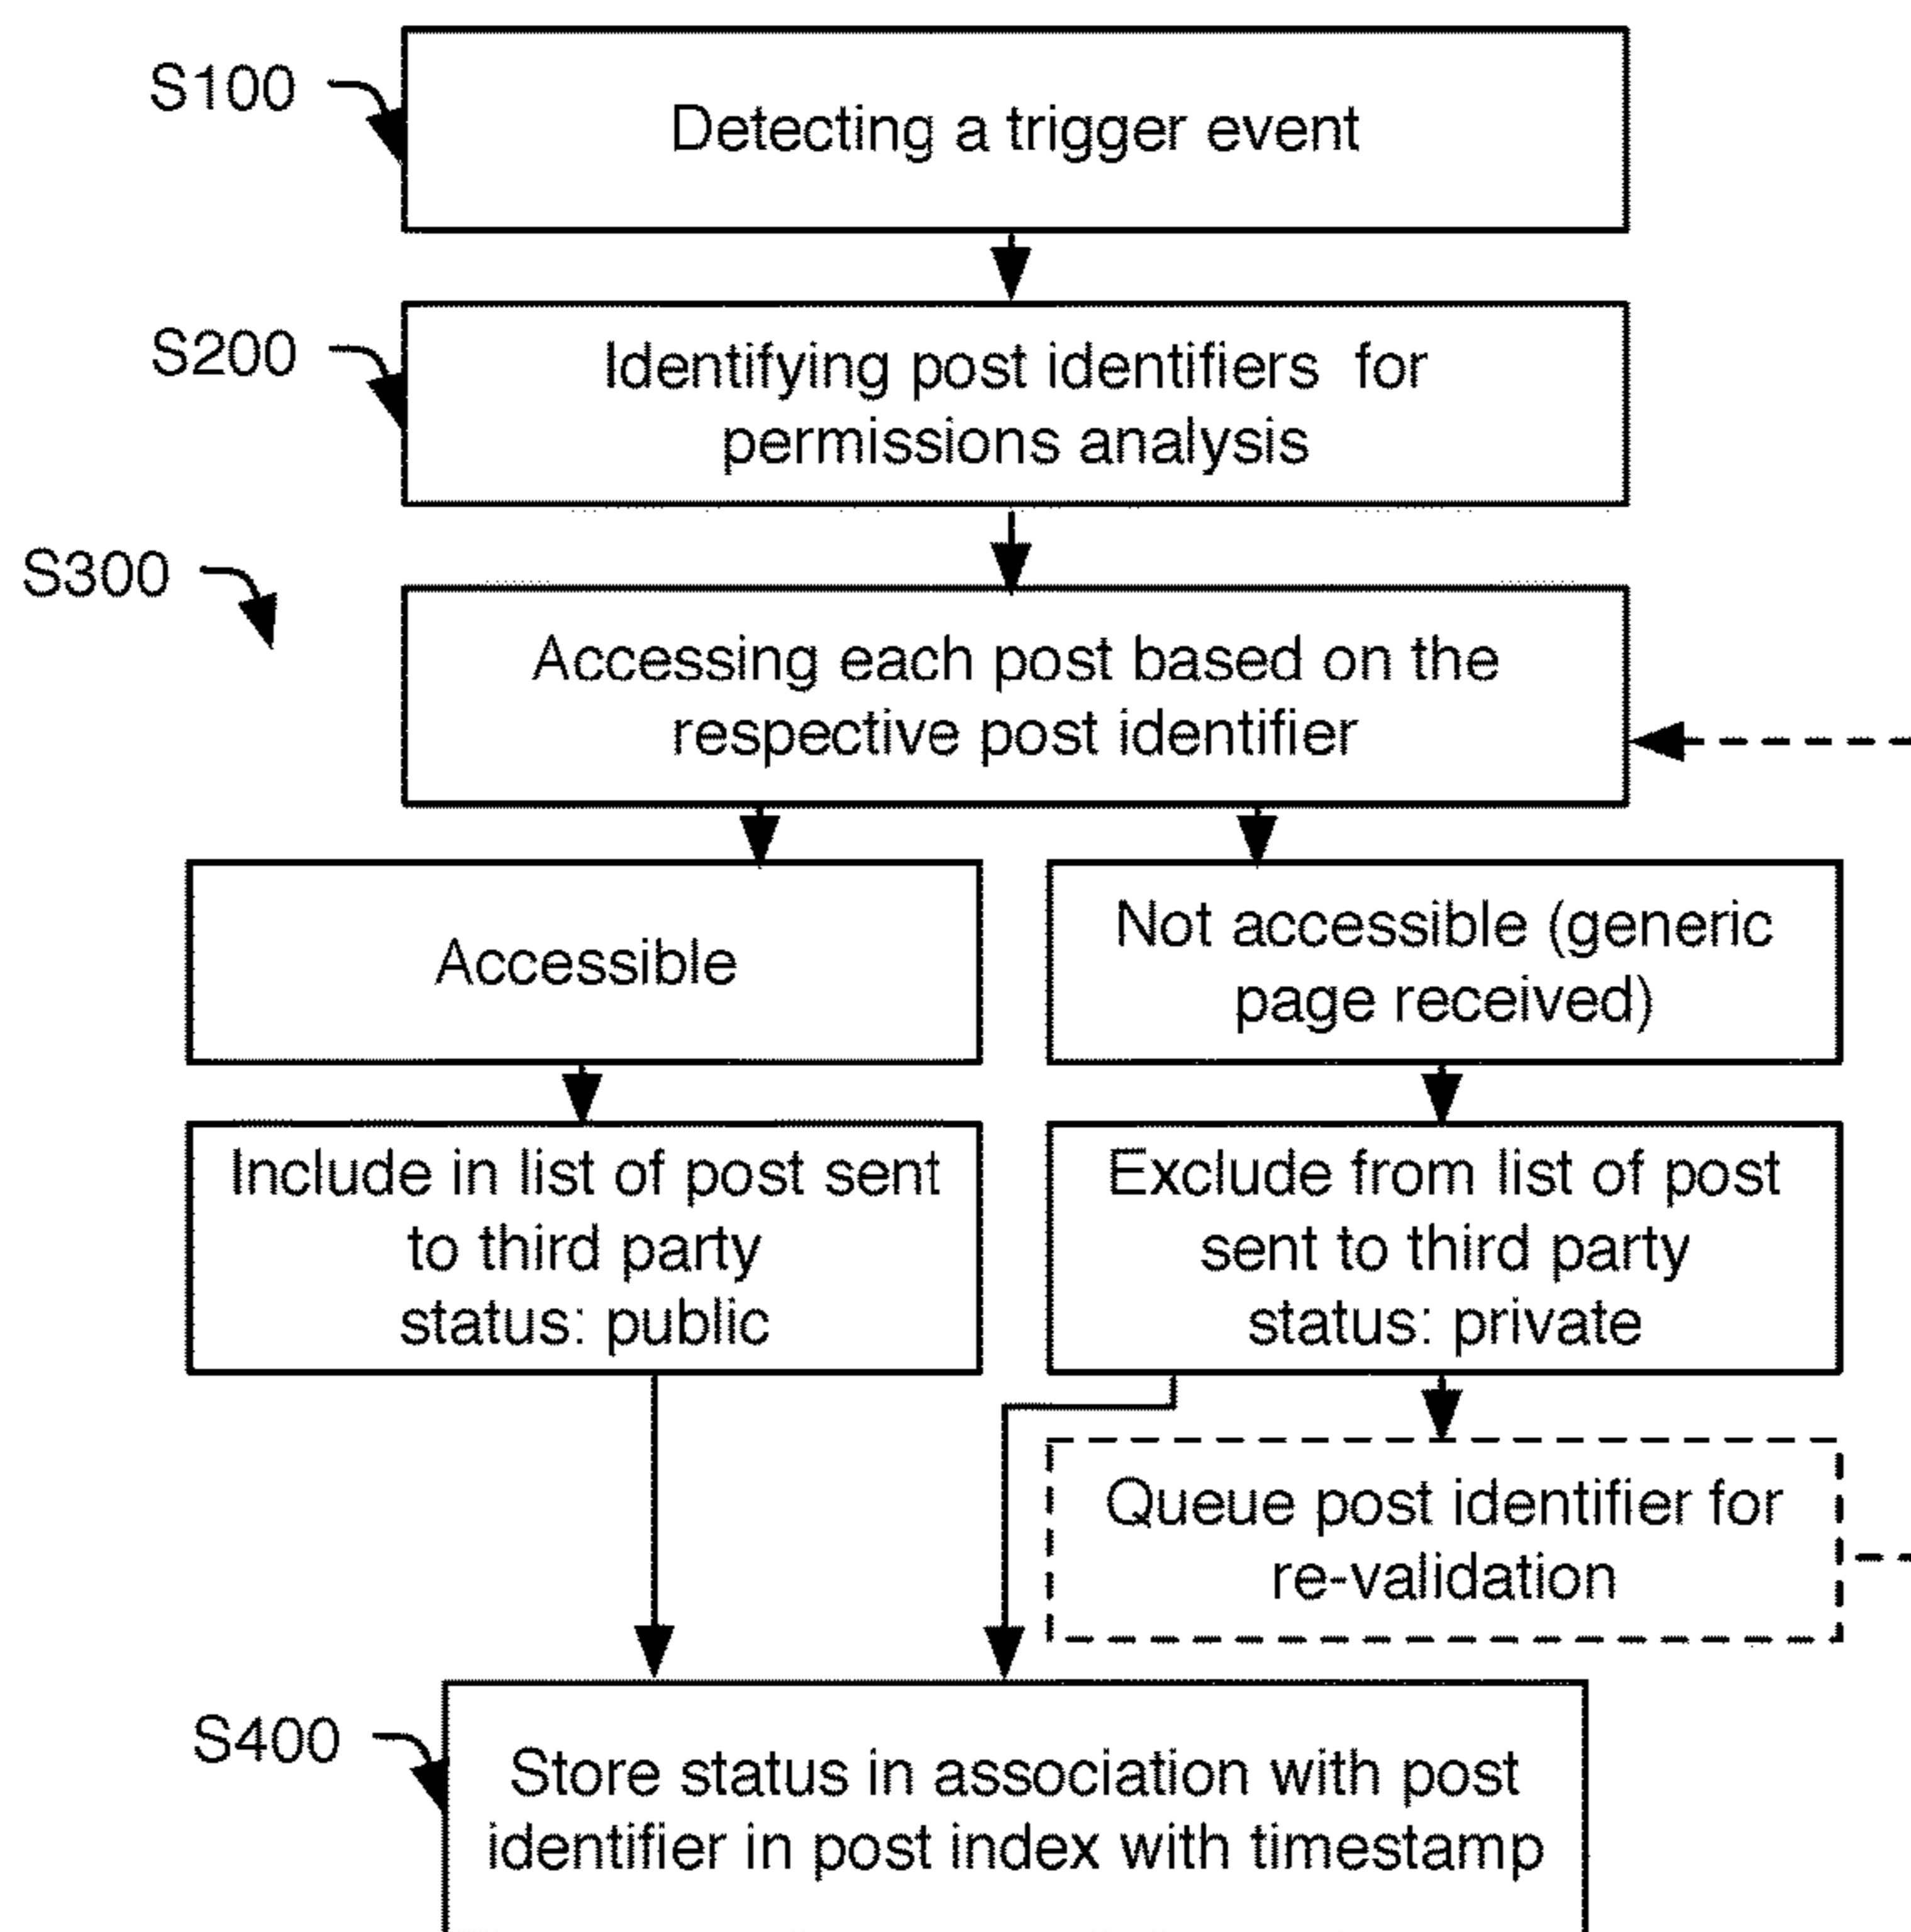 S100
Detecting a trigger event
S200
Identifying post identifiers for
permissions analysis
S300
Accessing each post based on the
respective post identifier
Accessible
Not accessible (generic
page received)
Include in list of post sent
to third party
status: public
Exclude from list of post
sent to third party
status: private
Queue post identifier for
re-validation
S400
Store status in association with post
identifier in post index with timestamp